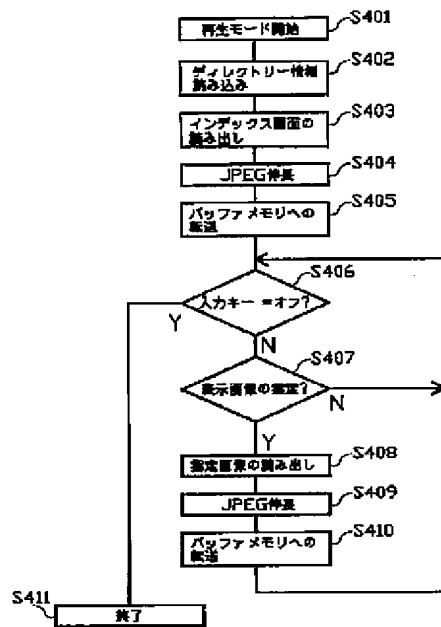 S401
再生モード開始
S402
ディレクトリー情報
読み込み
S403
インデックス画面の
読み出し
S404
JPEG伸長
S405
バッファメモリへの
転送
S406
入力キー=オフ?
Y
N
S407
表示画像の指定?
N
Y
S408
指定画像の読み出し
S409
JPEG伸長
S410
バッファメモリへの
転送
S411
終了